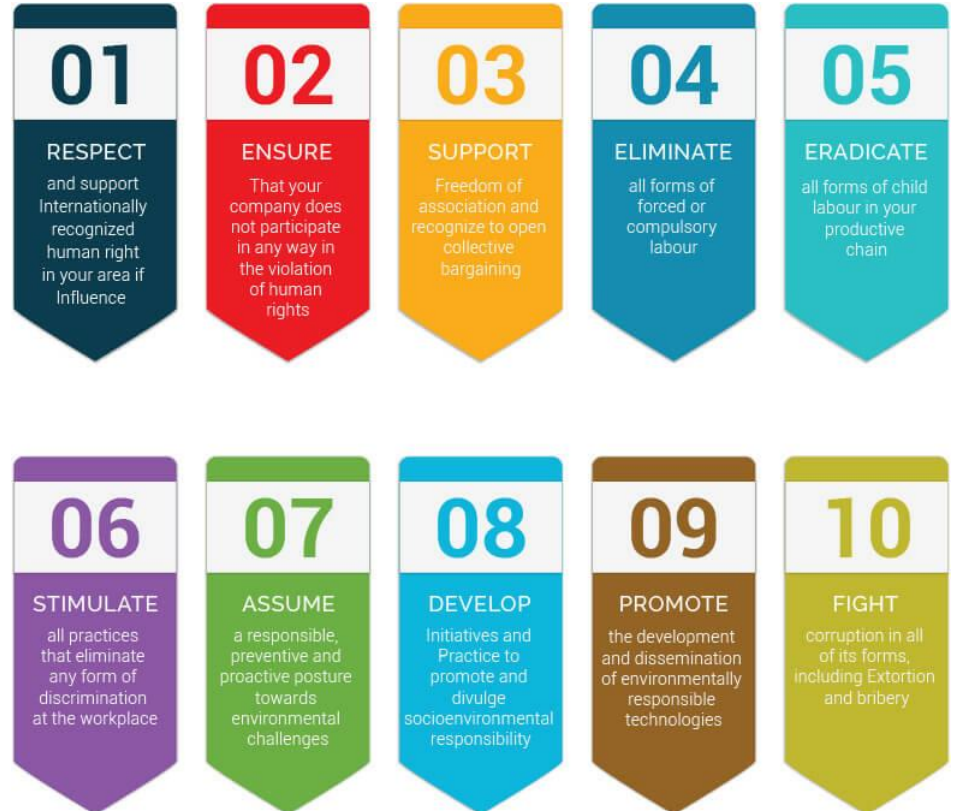 01
RESPECT
and support
Internationally
recognized
human right
in your area if
Influence
02
ENSURE
That your
company does
not participate
in any way in
the violation
of human
rights
03
SUPPORT
Freedom of
association and
recognize to open
collective
bargaining
04
ELIMINATE
all forms of
forced or
compulsory
labour
05
ERADICATE
all forms of child
labour in your
productive
chain
06
STIMULATE
all practices
that eliminate
any form of
discrimination
at the workplace
07
ASSUME
a responsible,
preventive and
proactive posture
towards
environmental
challenges
08
DEVELOP
Initiatives and
Practice to
promote and
divulge
socioenvironmental
responsibility
09
PROMOTE
the development
and dissemination
of environmentally
responsible
technologies
10
FIGHT
corruption in all
of its forms,
including Extortion
and bribery